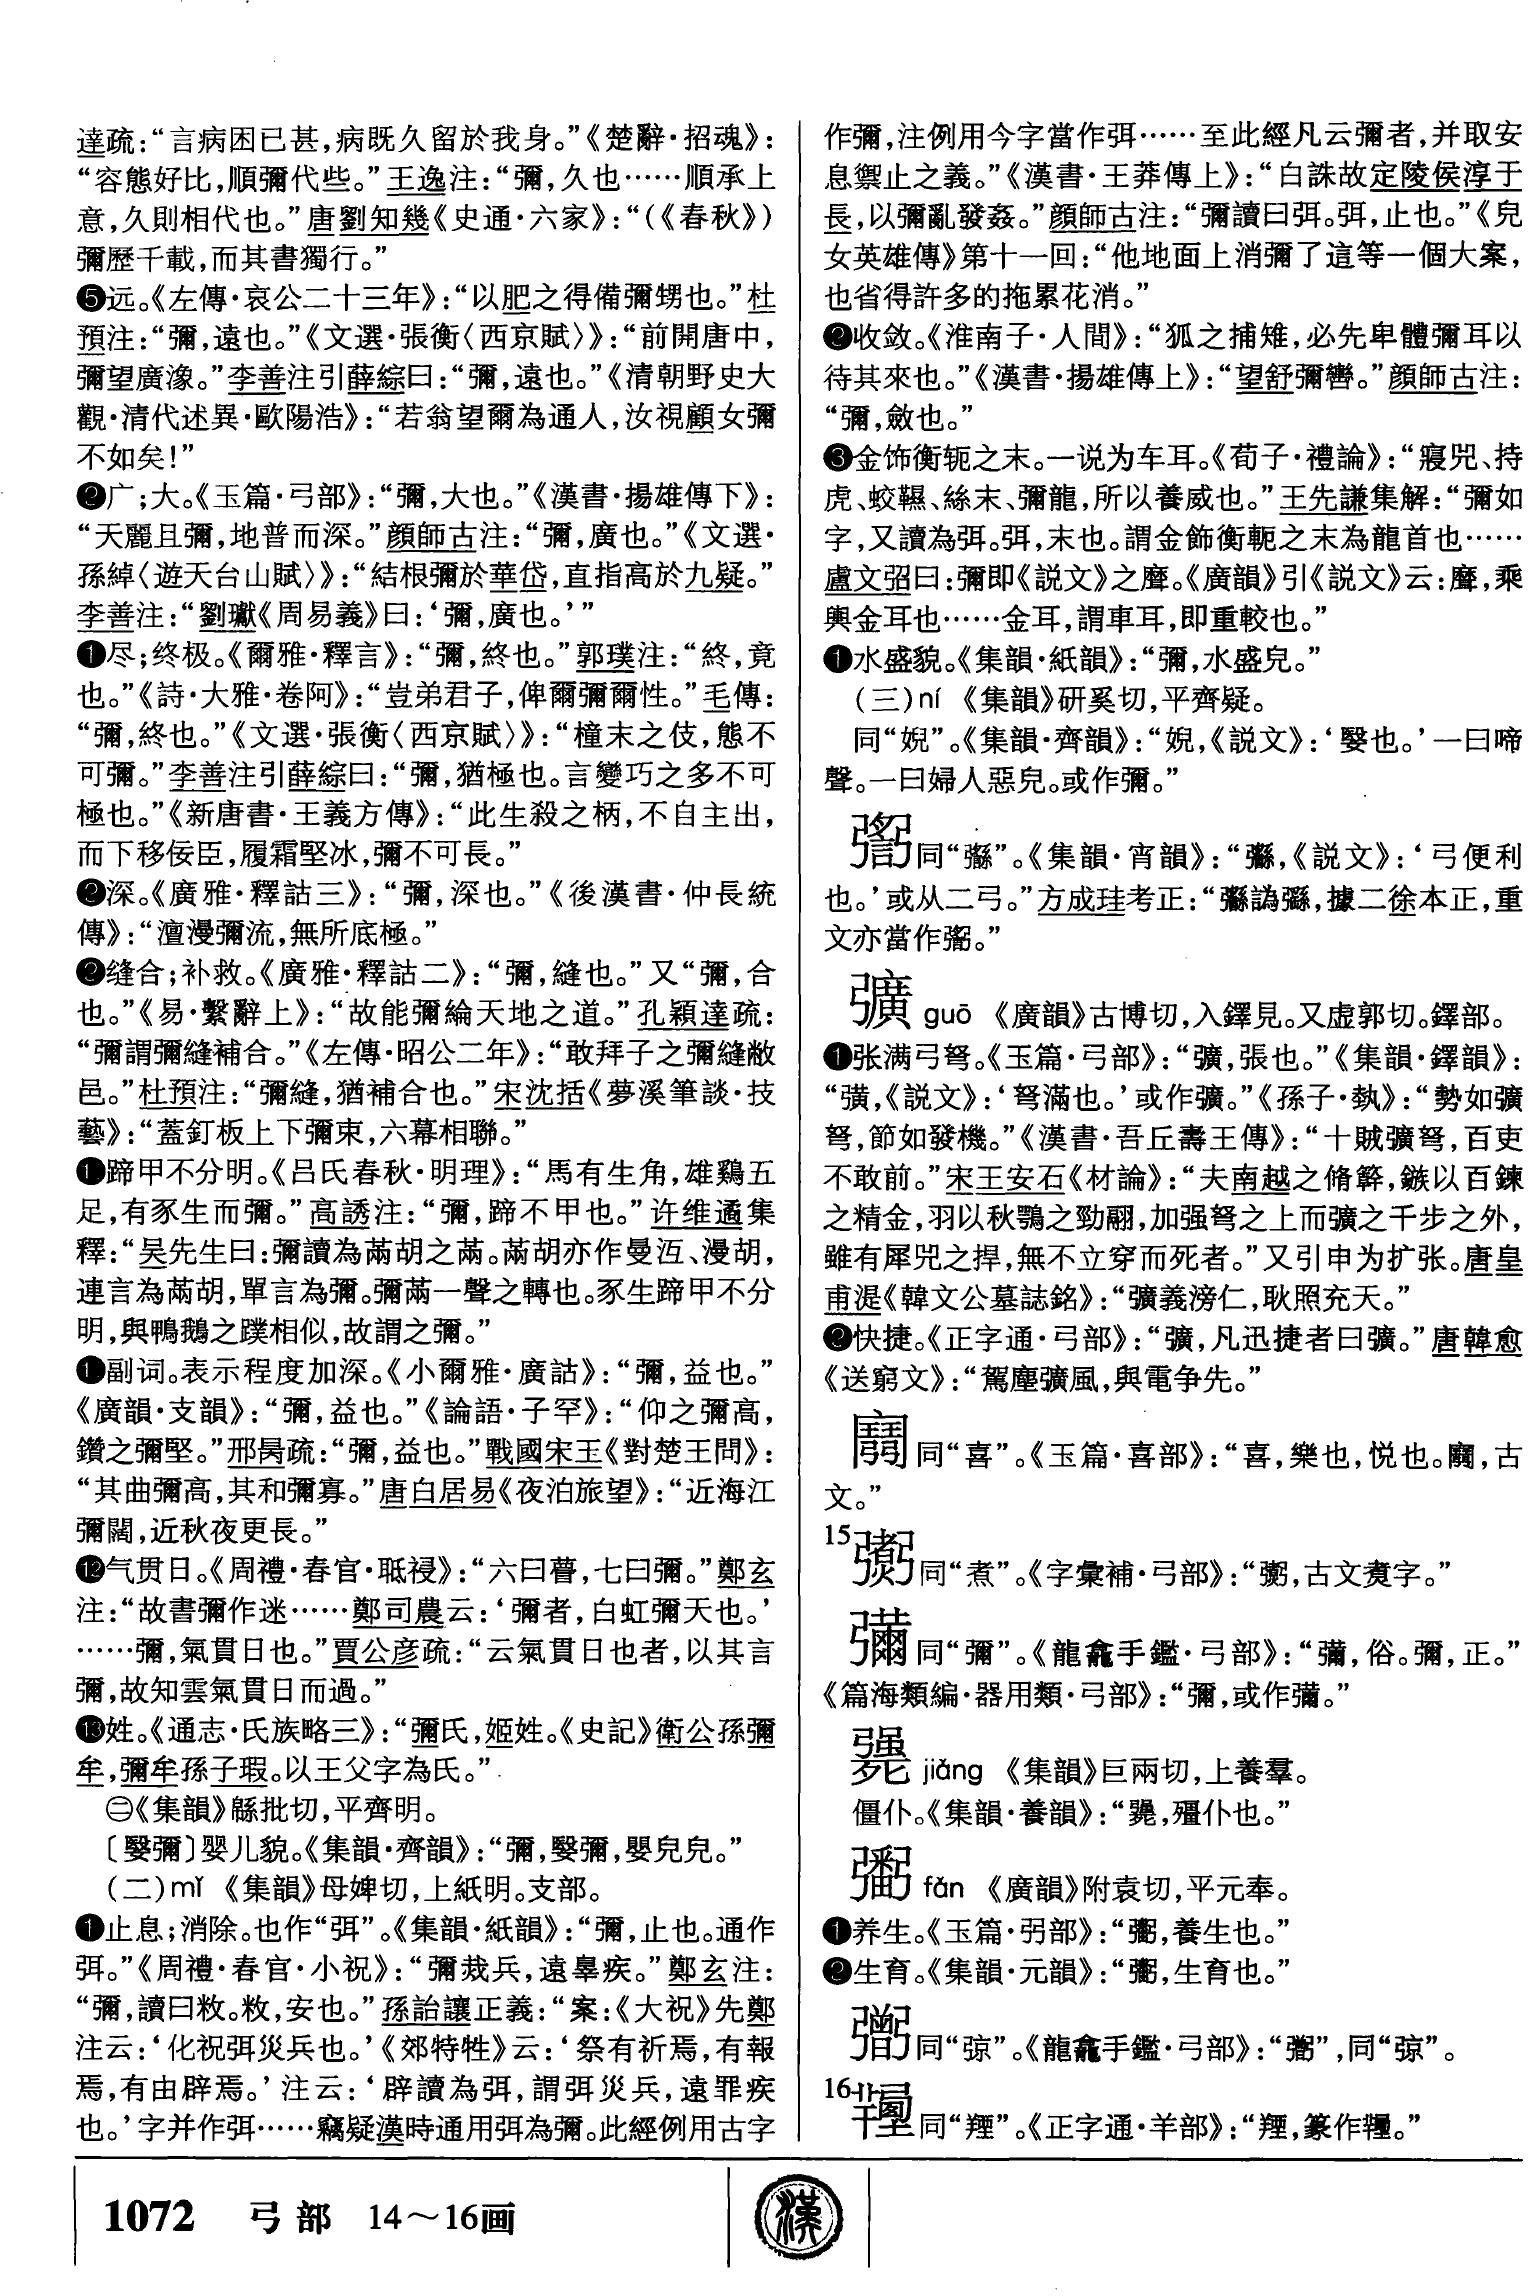 達疏：“言病困已甚，病既久留於我身。”《楚辭·招魂》：
“容態好比，順彌代些。”王逸注：“彌，久也……順承上
意，久則相代也。”唐劉知幾《史通·六家》：“（《春秋》）
彌歷千載，而其書獨行。”
❺远。《左傳·哀公二十三年》：“以肥之得備彌甥也。”杜
預注：“彌，遠也。”《文選·張衡〈西京賦〉》：“前開唐中，
彌望廣潒。”李善注引薛綜曰：“彌，遠也。”《清朝野史大
觀·清代述異·歐陽浩》：“若翁望爾為通人，汝視顧女彌
不如矣！”
❷广；大。《玉篇·弓部》：“彌，大也。”《漢書·揚雄傳下》：
“天麗且彌，地普而深。”顔師古注：“彌，廣也。”《文選·
孫綽〈遊天台山賦〉》：“結根彌於華岱，直指高於九疑。”
李善注：“劉瓛《周易義》曰：‘彌，廣也。’”
❶尽；终极。《爾雅·釋言》：“彌，終也。”郭璞注：“終，竟
也。”《詩·大雅·卷阿》：“豈弟君子，俾爾彌爾性。”毛傳：
“彌，終也。”《文選·張衡〈西京賦〉》：“橦末之伎，態不
可彌。”李善注引薛綜曰：“彌，猶極也。言變巧之多不可
極也。”《新唐書·王義方傳》：“此生殺之柄，不自主出，
而下移佞臣，履霜堅冰，彌不可長。”
❷深。《廣雅·釋詁三》：“彌，深也。”《後漢書·仲長統
傳》：“澶漫彌流，無所底極。”
❷缝合；补救。《廣雅·釋詁二》：“彌，縫也。”又“彌，合
也。”《易·繫辭上》：“故能彌綸天地之道。”孔穎達疏：
“彌謂彌縫補合。”《左傳·昭公二年》：“敢拜子之彌縫敝
邑。”杜預注：“彌縫，猶補合也。”宋沈括《夢溪筆談·技
藝》：“蓋釘板上下彌束，六幕相聯。”
❶蹄甲不分明。《吕氏春秋·明理》：“馬有生角，雄鷄五
足，有豕生而彌。”高誘注：“彌，蹄不甲也。”许维遹集
釋：“吴先生曰：彌讀為㒼胡之㒼。㒼胡亦作曼沍、漫胡，
連言為㒼胡，單言為彌。彌㒼一聲之轉也。豕生蹄甲不分
明，與鴨鵝之蹼相似，故謂之彌。”
❶副词。表示程度加深。《小爾雅·廣詁》：“彌，益也。”
《廣韻·支韻》：“彌，益也。”《論語·子罕》：“仰之彌高，
鑽之彌堅。”邢昺疏：“彌，益也。”戰國宋玉《對楚王問》：
“其曲彌高，其和彌寡。”唐白居易《夜泊旅望》：“近海江
彌闊，近秋夜更長。”
⓬气贯日。《周禮·春官·眡祲》：“六曰瞢，七曰彌。”鄭玄
注：“故書彌作迷……鄭司農云：‘彌者，白虹彌天也。’
……彌，氣貫日也。”賈公彦疏：“云氣貫日也者，以其言
彌，故知雲氣貫日而過。”
⓭姓。《通志·氏族略三》：“彌氏，姬姓。《史記》衛公孫彌
牟，彌牟孫子瑕。以王父字為氏。”
㊁《集韻》緜批切，平齊明。
〔嫛彌〕婴儿貌。《集韻·齊韻》：“彌，嫛彌，嬰兒皃。”
（二）mǐ 《集韻》母婢切，上紙明。支部。
❶止息；消除。也作“弭”。《集韻·紙韻》：“彌，止也。通作
弭。”《周禮·春官·小祝》：“彌烖兵，遠辠疾。”鄭玄注：
“彌，讀曰敉。敉，安也。”孫詒讓正義：“案：《大祝》先鄭
注云：‘化祝弭災兵也。’《郊特牲》云：‘祭有祈焉，有報
焉，有由辟焉。’注云：‘辟讀為弭，謂弭災兵，遠罪疾
也。’字并作弭……竊疑漢時通用弭為彌。此經例用古字
作彌，注例用今字當作弭……至此經凡云彌者，并取安
息禦止之義。”《漢書·王莽傳上》：“白誅故定陵侯淳于
長，以彌亂發姦。”顔師古注：“彌讀曰弭。弭，止也。”《兒
女英雄傳》第十一回：“他地面上消彌了這等一個大案，
也省得許多的拖累花消。”
❷收敛。《淮南子·人間》：“狐之捕雉，必先卑體彌耳以
待其來也。”《漢書·揚雄傳上》：“望舒彌轡。”顔師古注：
“彌，斂也。”
❸金饰衡轭之末。一说为车耳。《荀子·禮論》：“寢兕、持
虎、蛟韅、絲末、彌龍，所以養威也。”王先謙集解：“彌如
字，又讀為弭。弭，末也。謂金飾衡軛之末為龍首也……
盧文弨曰：彌即《説文》之䃺。《廣韻》引《説文》云：䃺，乘
輿金耳也……金耳，謂車耳，即重較也。”
❶水盛貌。《集韻·紙韻》：“彌，水盛皃。”
（三）ní 《集韻》研奚切，平齊疑。
同“婗”。《集韻·齊韻》：“婗，《説文》：‘嫛也。’一曰啼
聲。一曰婦人惡皃。或作彌。”
同“䌛”。《集韻·宵韻》：“，《説文》：‘弓便利
也。’或从二弓。”方成珪考正：“譌，據二徐本正，重
文亦當作。”
彍 guō 《廣韻》古博切，入鐸見。又虚郭切。鐸部。
❶张满弓弩。《玉篇·弓部》：“彍，張也。”《集韻·鐸韻》：
“彉，《説文》：‘弩滿也。’或作彍。”《孫子·埶》：“勢如彍
弩，節如發機。”《漢書·吾丘壽王傳》：“十賊彍弩，百吏
不敢前。”宋王安石《材論》：“夫南越之脩簳，鏃以百鍊
之精金，羽以秋鶚之勁翮，加强弩之上而彍之千步之外，
雖有犀兕之捍，無不立穿而死者。”又引申为扩张。唐皇
甫湜《韓文公墓誌銘》：“彍義滂仁，耿照充天。”
❷快捷。《正字通·弓部》：“彍，凡迅捷者曰彍。”唐韓愈
《送窮文》：“駕塵彍風，與電争先。”
同“喜”。《玉篇·喜部》：“喜，樂也，悦也。，古
文。”
15
同“煮”。《字彙補·弓部》：“，古文煑字。”
同“彌”。《龍龕手鑑·弓部》：“，俗。彌，正。”
《篇海類編·器用類·弓部》：“彌，或作。”
jiǎng 《集韻》巨兩切，上養羣。
僵仆。《集韻·養韻》：“，殭仆也。”
fǎn 《廣韻》附袁切，平元奉。
❶养生。《玉篇·弜部》：“，養生也。”
❷生育。《集韻·元韻》：“，生育也。”
同“弶”。《龍龕手鑑·弓部》：“”，同“弶”。
16
同“羥”。《正字通·羊部》：“，篆作。”
1072 弓部 14～16画
漢